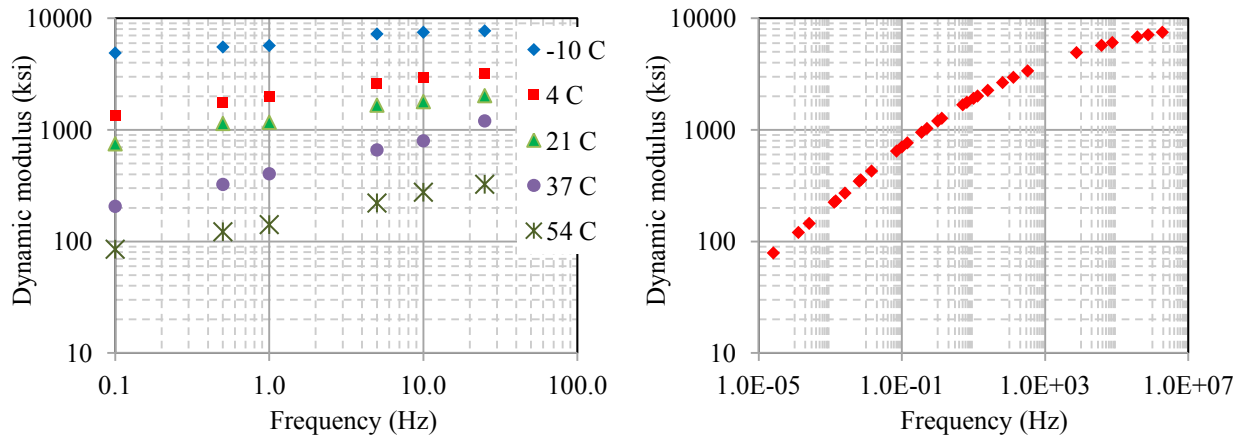 10000
1000
100
10
Dynamic modulus (ksi)
0.1
1.0
10.0
100.0
Frequency (Hz)
-10 C
4 C
21 C
37 C
54 C
10000
1000
100
10
Dynamic modulus (ksi)
1.0E-05
1.0E-01
1.0E+03
1.0E+07
Frequency (Hz)